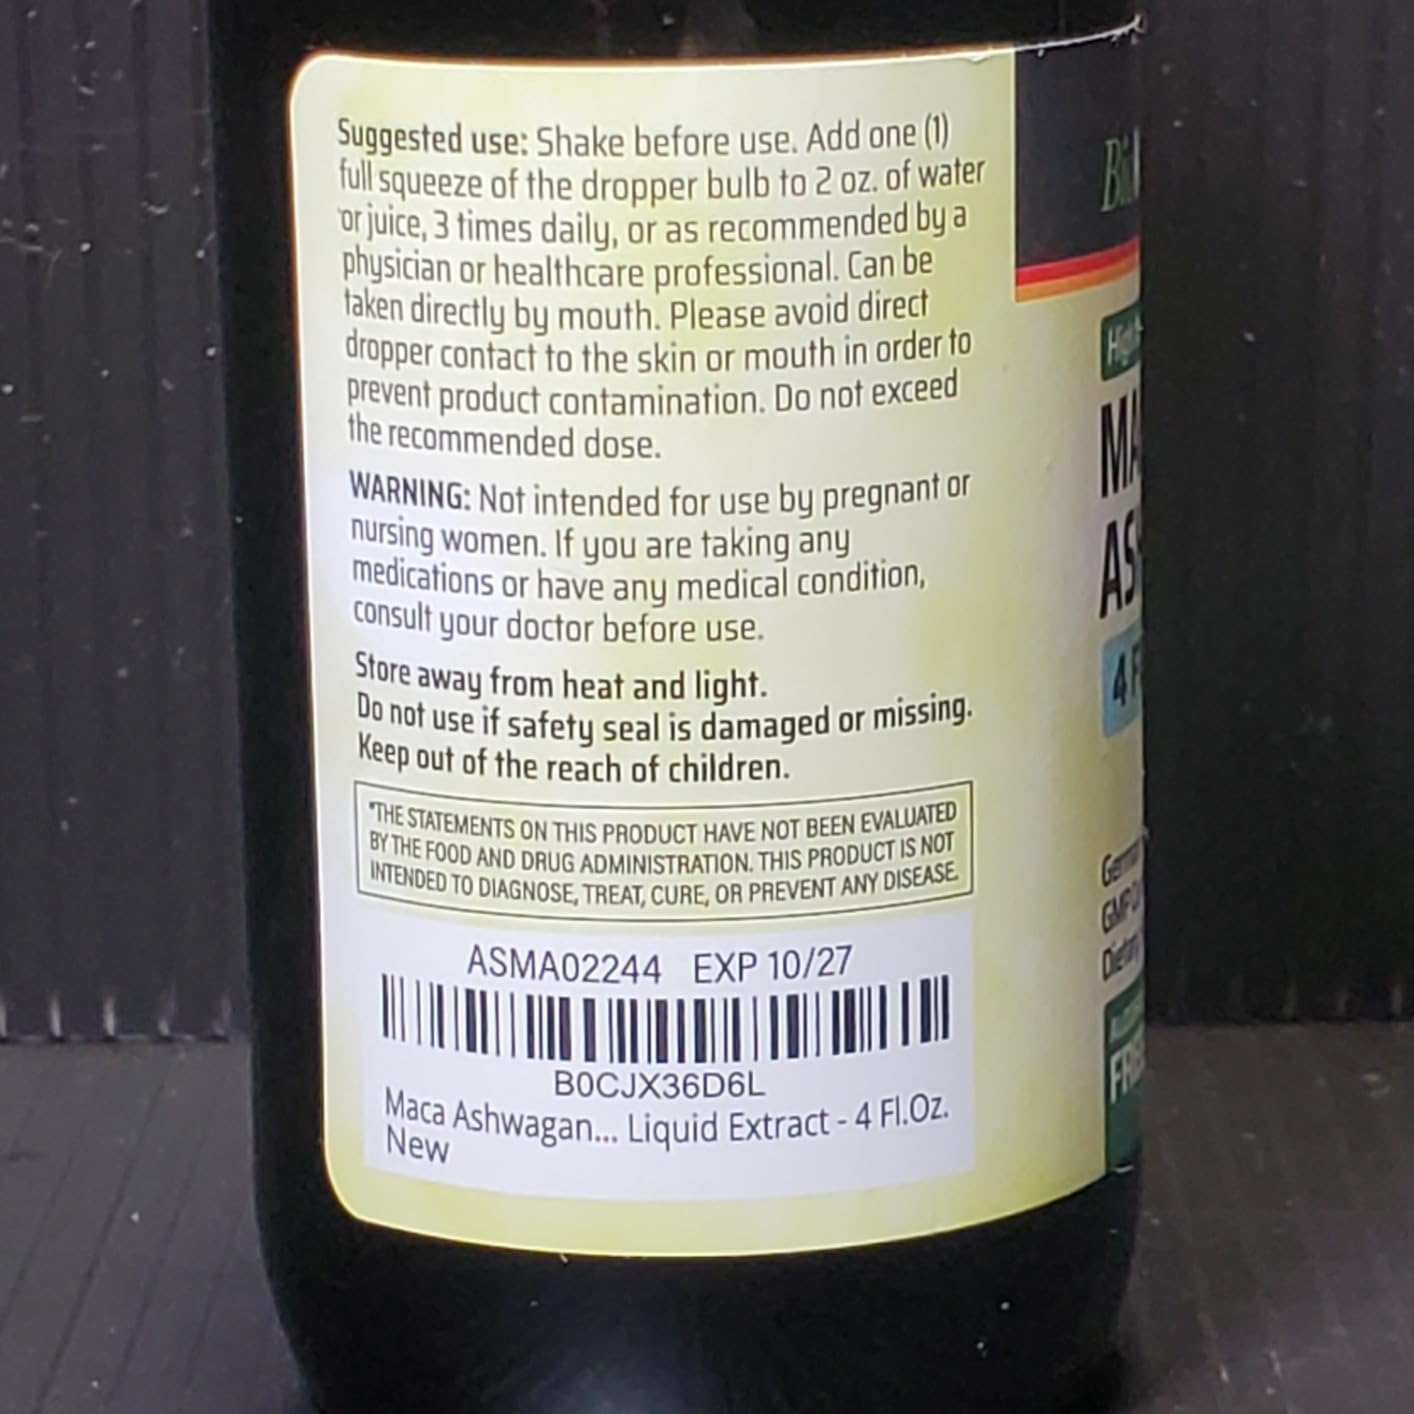 Suggested use: Shake before use. Add one (1)
full squeeze of the dropper bulb to 2 oz. of water
or juice, 3 times daily, or as recommended by a
physician or healthcare professional. Can be
taken directly by mouth. Please avoid direct
dropper contact to the skin or mouth in order to
prevent product contamination. Do not exceed
the recommended dose.
WARNING: Not intended for use by pregnant or
nursing women. If you are taking any
medications or have any medical condition,
consult your doctor before use.
Store away from heat and light.
Do not use if safety seal is damaged or missing.
Keep out of the reach of children.
*THE STATEMENTS ON THIS PRODUCT HAVE NOT BEEN EVALUATED
BY THE FOOD AND DRUG ADMINISTRATION. THIS PRODUCT IS NOT
INTENDED TO DIAGNOSE, TREAT, CURE, OR PREVENT ANY DISEASE.
ASMA02244 EXP 10/27
B0CJX36D6L
Maca Ashwagan... Liquid Extract - 4 Fl.Oz.
New
MA
AS
4 F
GMP